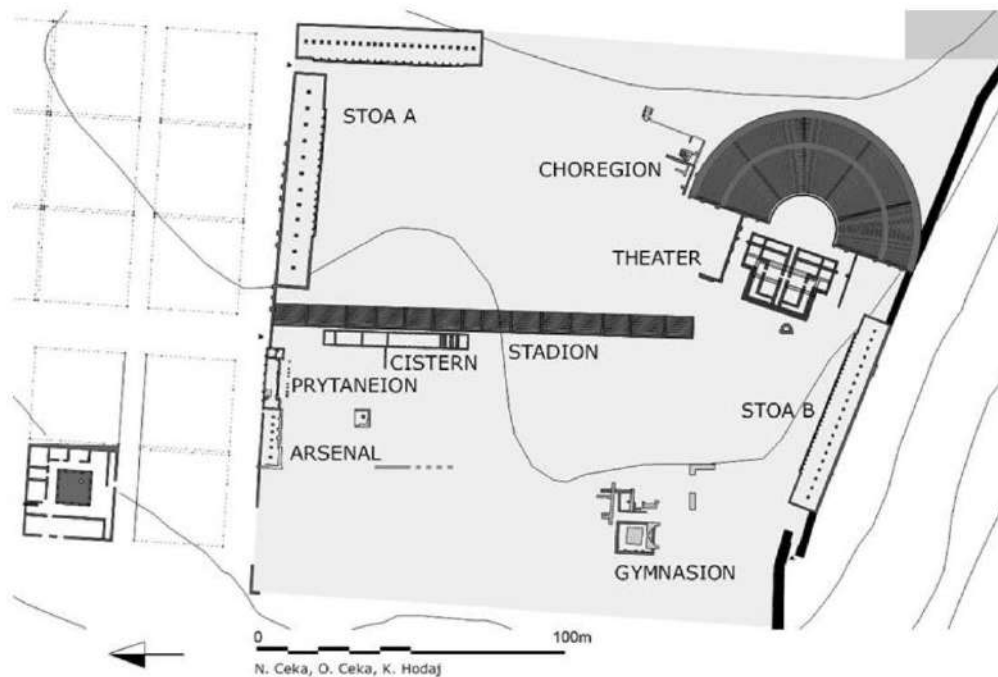 STOA A
CHOREGION
THEATER
CISTERN
STADION
PRYTANEION
STOA B
ARSENAL
GYMNASION
0 100m
N. Ceka, O. Ceka, K. Hodaj